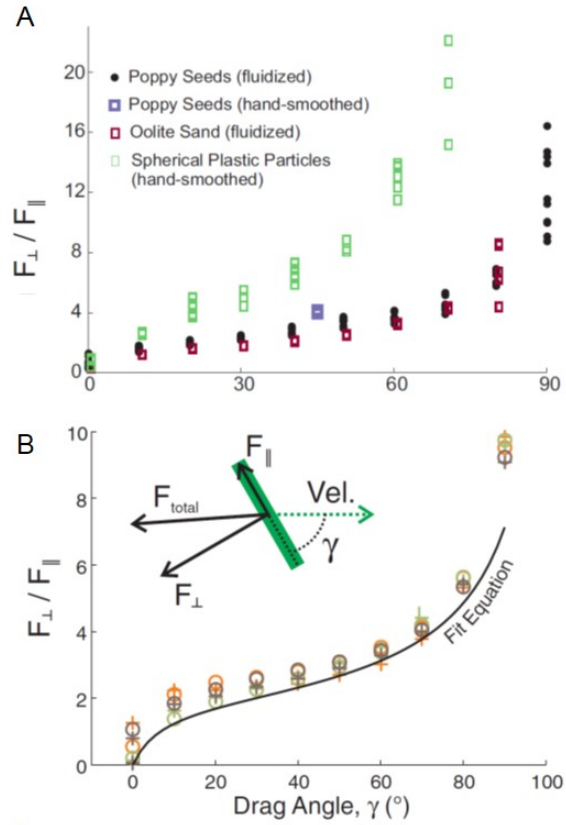 A
20
16
12
8
4
0
F⊥ / F∥
Poppy Seeds (fluidized)
Poppy Seeds (hand-smoothed)
Oolite Sand (fluidized)
Spherical Plastic Particles
(hand-smoothed)
0
30
60
90
B
10
8
6
4
2
0
F⊥ / F∥
F∥
Ftotal
Vel.
γ
F⊥
Fit Equation
0
20
40
60
80
100
Drag Angle, γ (°)